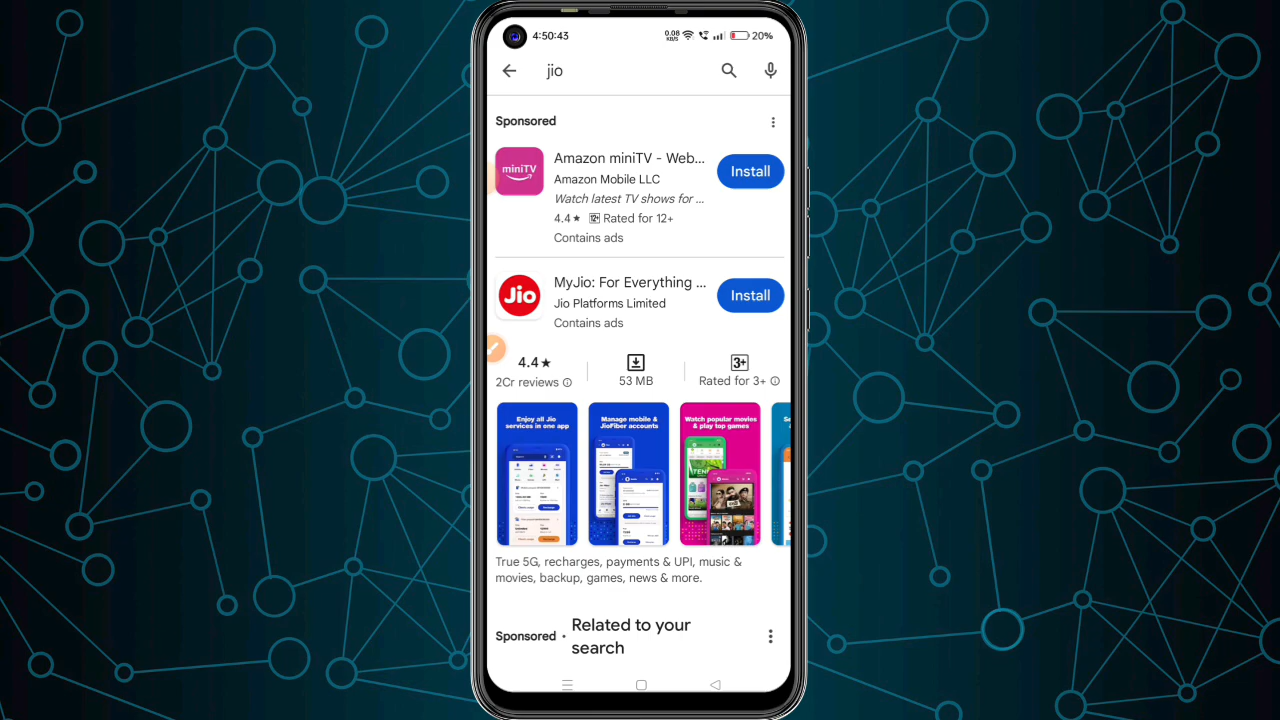 4:50:43 0.08 KB/S 20%
jio
Sponsored
miniTV
Amazon miniTV - Web...
Amazon Mobile LLC
Install
Watch latest TV shows for ...
4.4★ 12+ Rated for 12+
Contains ads
Jio
MyJio: For Everything ...
Jio Platforms Limited
Install
Contains ads
4.4★ 3+
2Cr reviews 53 MB Rated for 3+
Enjoy all Jio
services in one app
Manage mobile &
JioFiber accounts
Watch popular movies
& play top games
True 5G, recharges, payments & UPI, music &
movies, backup, games, news & more.
Sponsored • Related to your
search